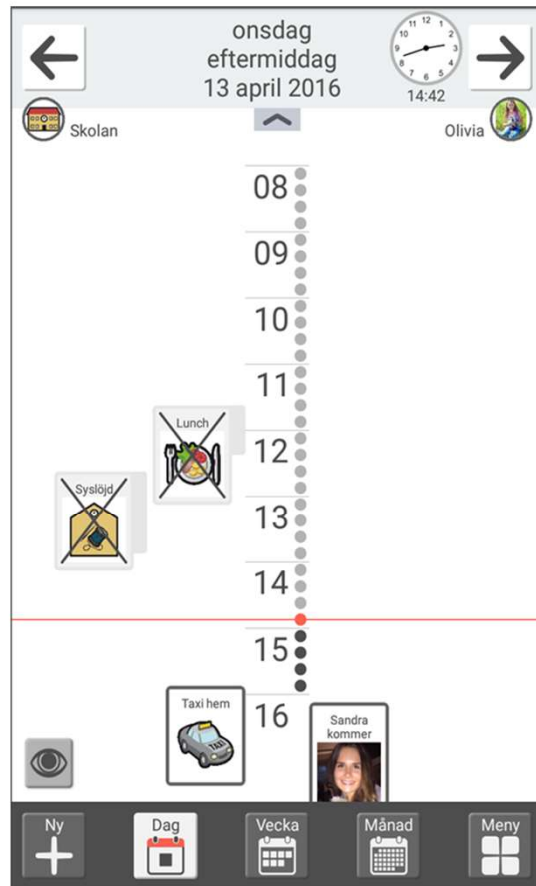 onsdag
eftermiddag
13 april 2016
14:42
Skolan
Olivia
08
09
10
11
Lunch
12
Syslöjd
13
14
15
Taxi hem
TAXI
16
Sandra
kommer
Ny
Dag
Vecka
Månad
Meny